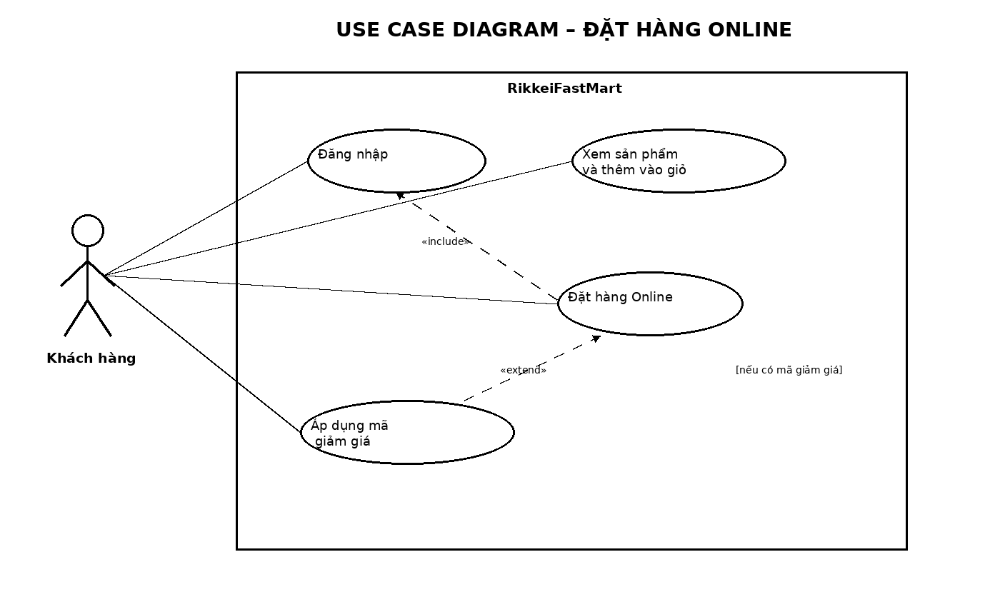 USE CASE DIAGRAM – ĐẶT HÀNG ONLINE
RikkeiFastMart
Đăng nhập
Xem sản phẩm
và thêm vào giỏ
«include»
Đặt hàng Online
Khách hàng
«extend»
[nếu có mã giảm giá]
Áp dụng mã
giảm giá